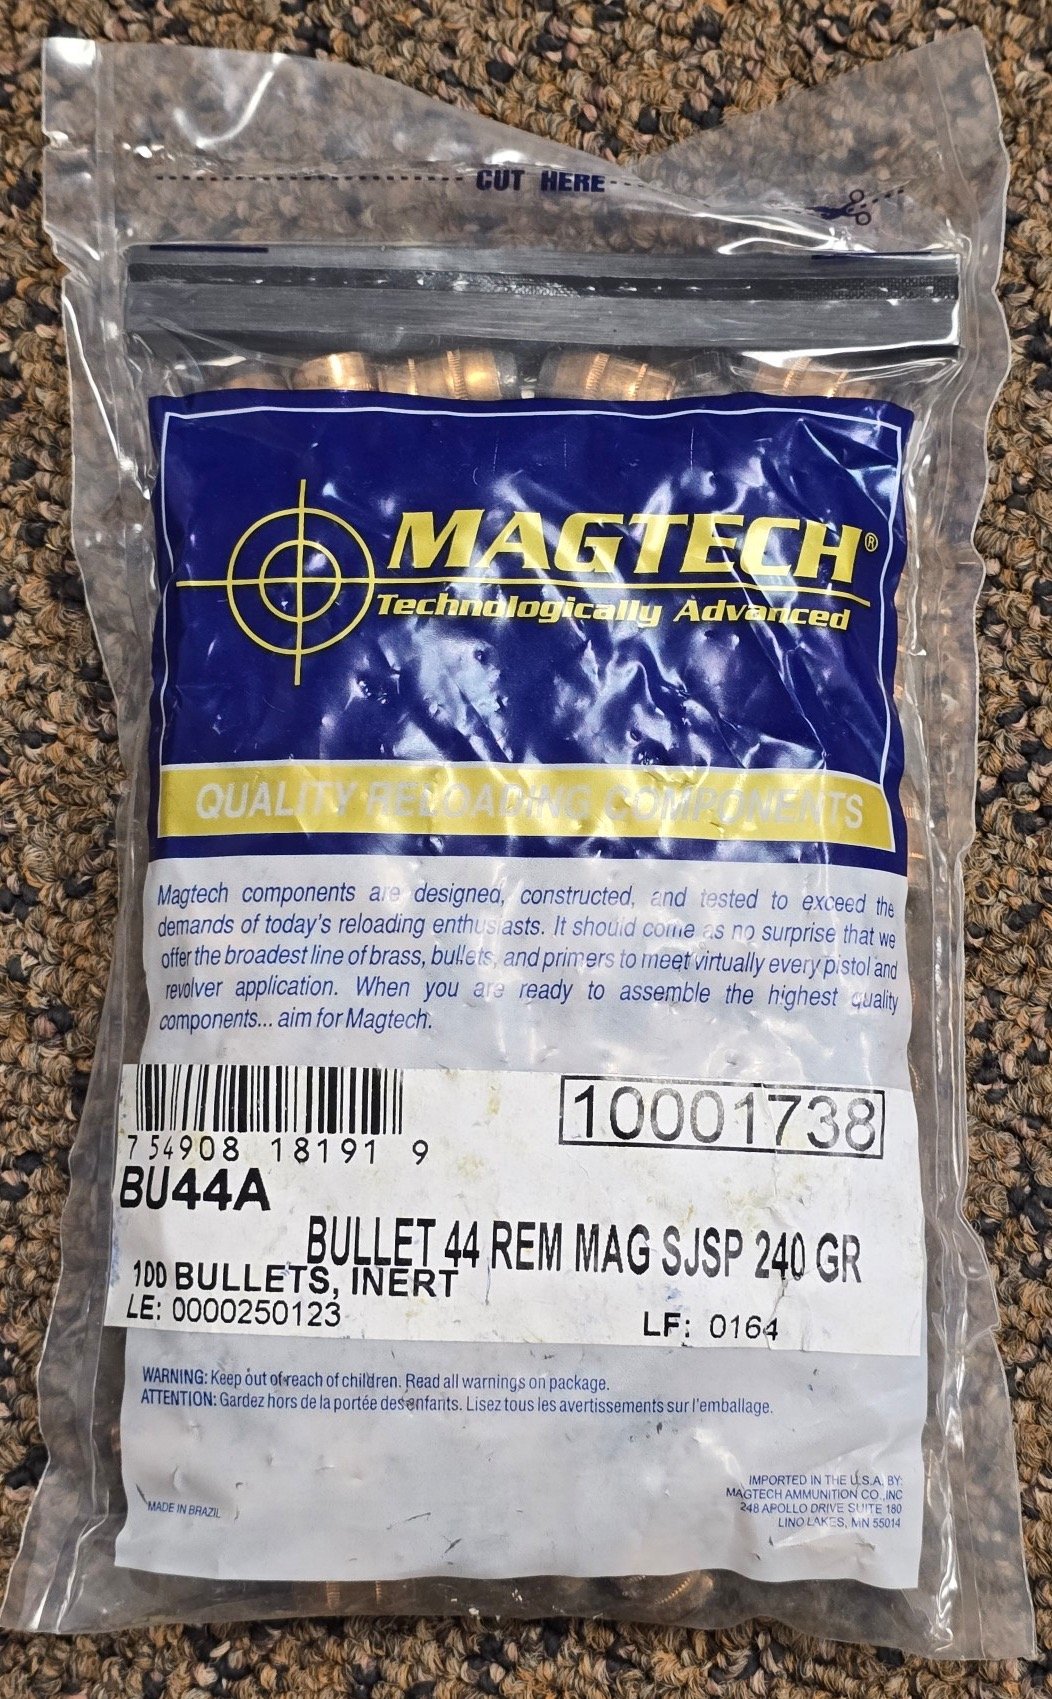 CUT HERE
MAGTECH®
Technologically Advanced
QUALITY RELOADING COMPONENTS
Magtech components are designed, constructed, and tested to exceed the
demands of today's reloading enthusiasts. It should come as no surprise that we
offer the broadest line of brass, bullets, and primers to meet virtually every pistol and
revolver application. When you are ready to assemble the highest quality
components... aim for Magtech.
10001738
7 54908 18191 9
BU44A
BULLET 44 REM MAG SJSP 240 GR
100 BULLETS, INERT
LE: 0000250123
LF: 0164
WARNING: Keep out of reach of children. Read all warnings on package.
ATTENTION: Gardez hors de la portée des enfants. Lisez tous les avertissements sur l'emballage.
MADE IN BRAZIL
IMPORTED IN THE U.S.A. BY:
MAGTECH AMMUNITION CO.,INC
248 APOLLO DRIVE SUITE 180
LINO LAKES, MN 55014